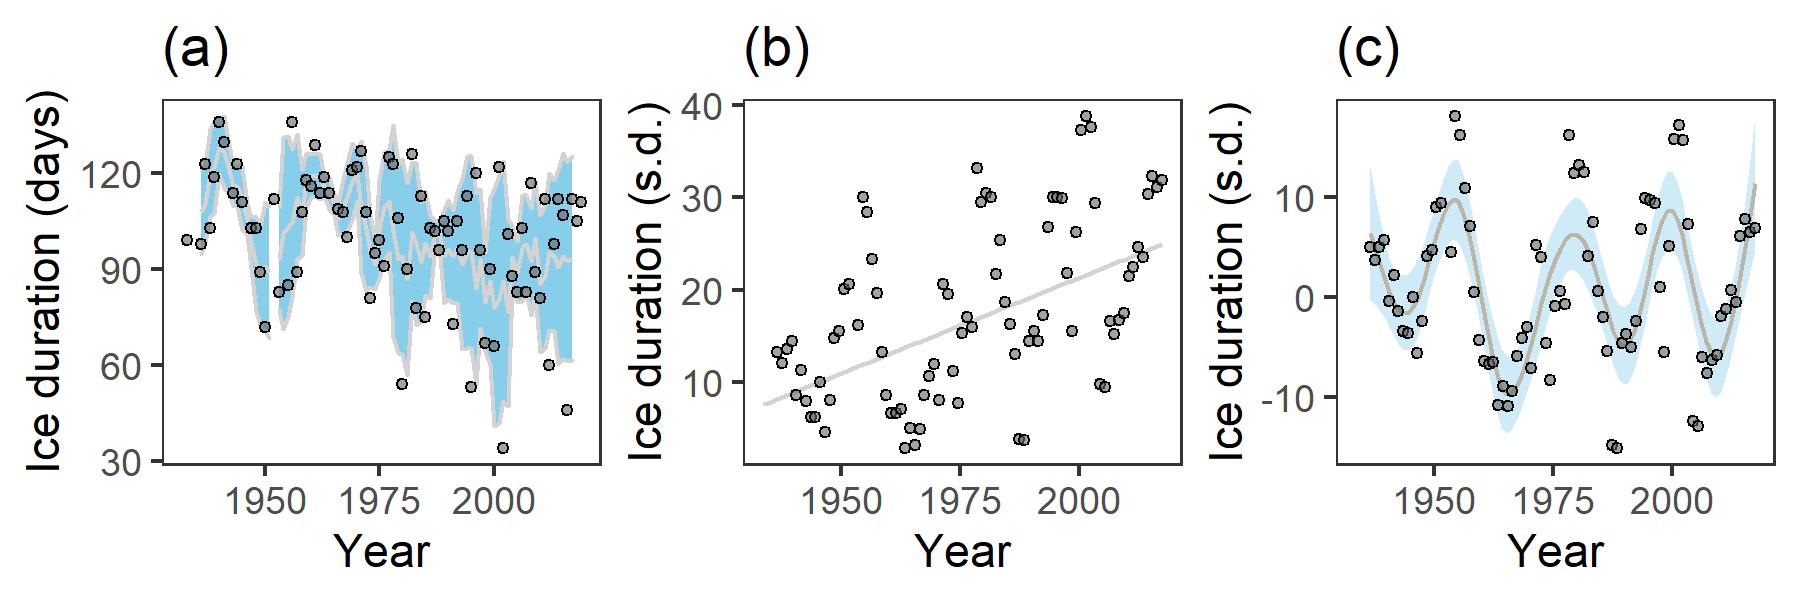 (a)
Ice duration (days)
120
90
60
30
1950 1975 2000
Year
(b)
Ice duration (s.d.)
40
30
20
10
1950 1975 2000
Year
(c)
Ice duration (s.d.)
10
0
-10
1950 1975 2000
Year